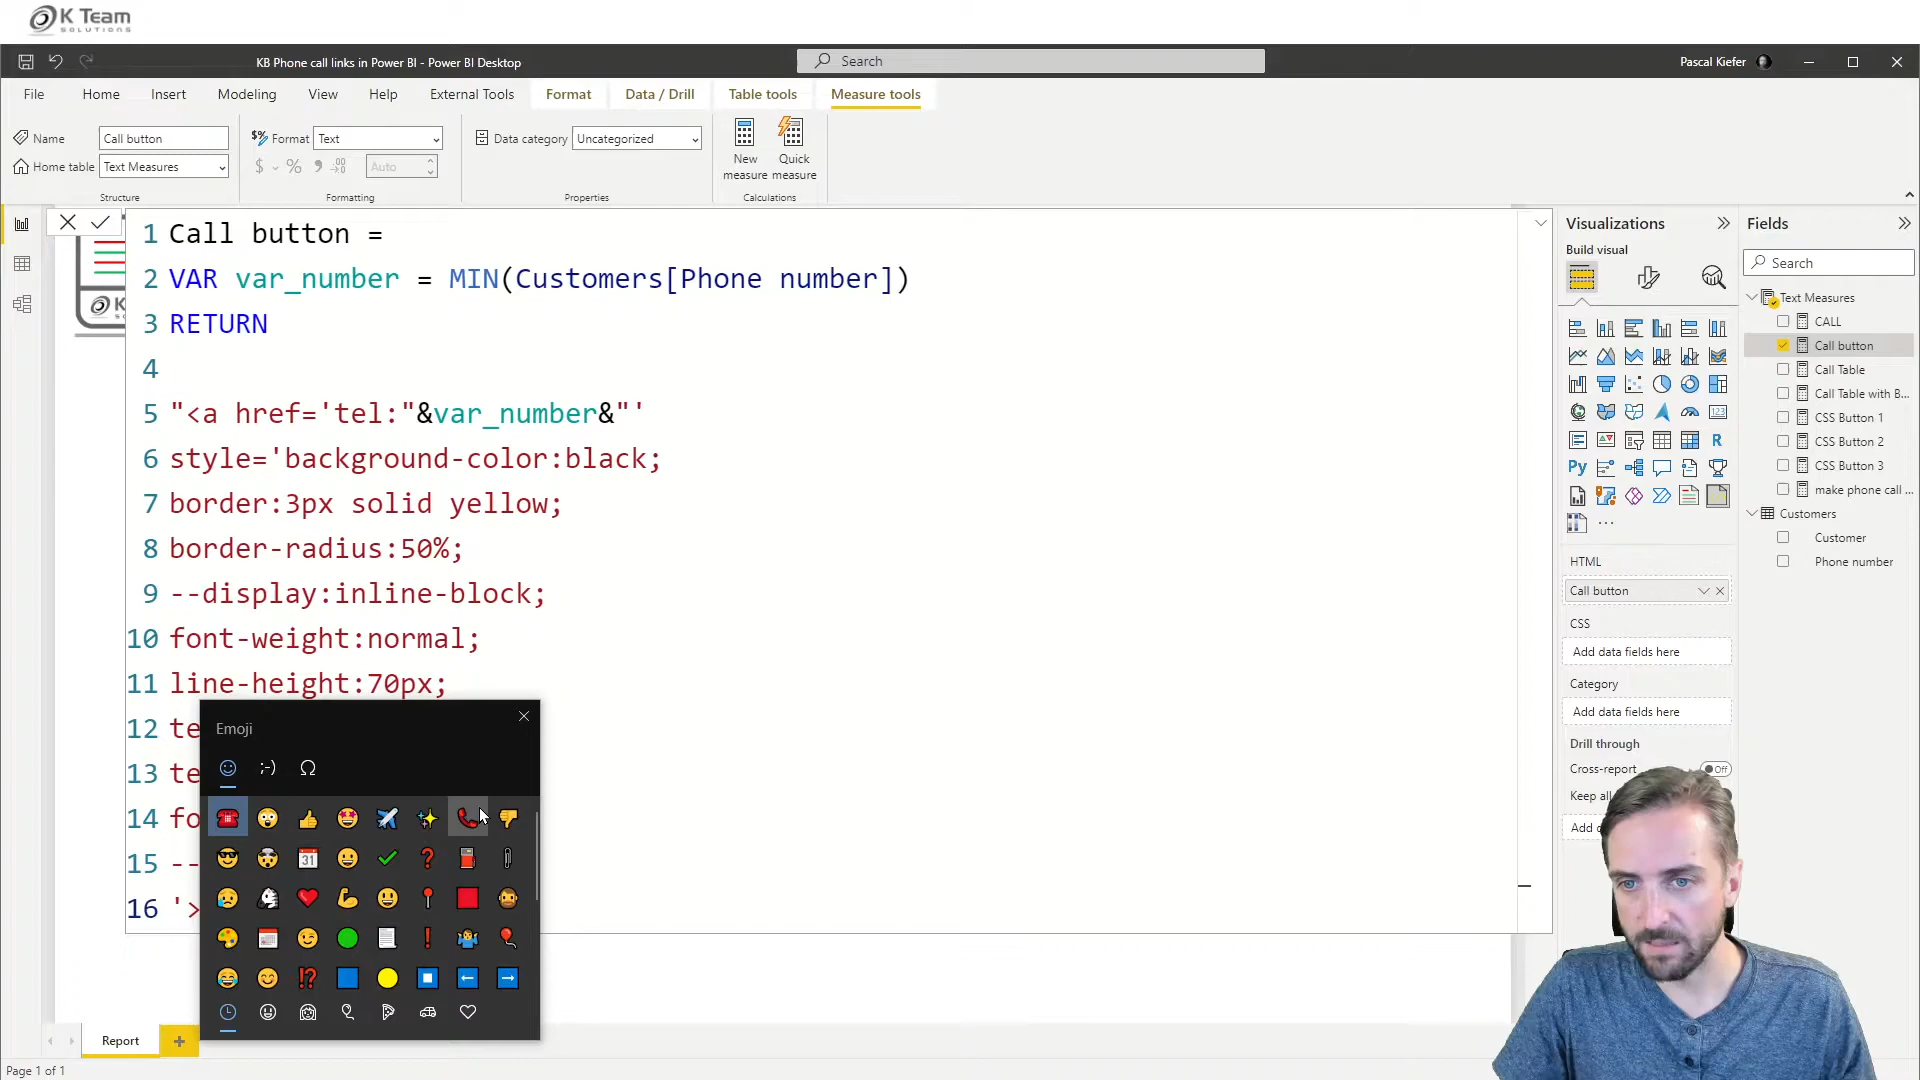 K Team
SOLUTIONS
KB Phone call links in Power BI - Power BI Desktop
Search
Pascal Kiefer
File
Home
Insert
Modeling
View
Help
External Tools
Format
Data / Drill
Table tools
Measure tools
Name
Call button
Home table
Text Measures
Structure
Format
Text
$
%
Auto
Formatting
Data category
Uncategorized
Properties
New measure
Quick measure
Calculations
1 Call button =
2 VAR var_number = MIN(Customers[Phone number])
3 RETURN
4
5 "<a href='tel:"&var_number&"'
6 style='background-color:black;
7 border:3px solid yellow;
8 border-radius:50%;
9 --display:inline-block;
10 font-weight:normal;
11 line-height:70px;
12 te
13 te
14 fo
15 --
16 '>
Emoji
;-)
Ω
Visualizations
Build visual
R
Py
HTML
Call button
CSS
Add data fields here
Category
Add data fields here
Drill through
Cross-report
Off
Keep all
Add
Fields
Search
Text Measures
CALL
Call button
Call Table
Call Table with B...
CSS Button 1
CSS Button 2
CSS Button 3
make phone call ...
Customers
Customer
Phone number
Report
Page 1 of 1